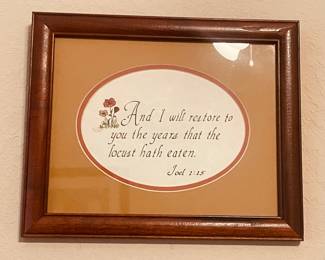 And I will restore to
you the years that the
locust hath eaten.
Joel 2:25